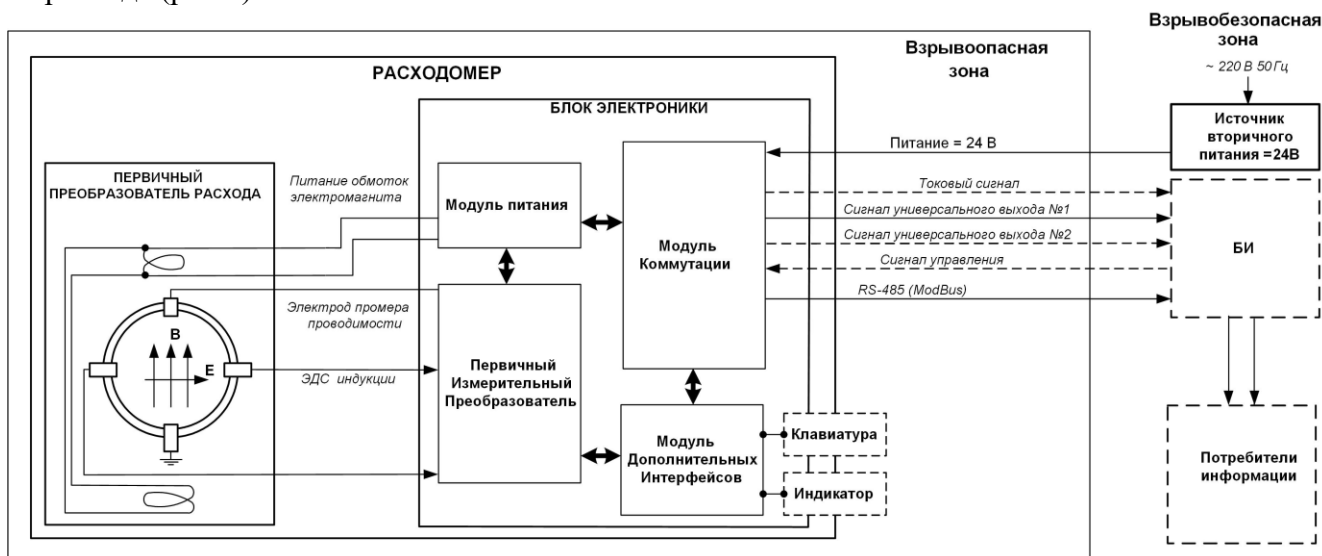 Взрывобезопасная
зона
~ 220 В 50 Гц
Взрывоопасная
зона
РАСХОДОМЕР
БЛОК ЭЛЕКТРОНИКИ
Источник
вторичного
питания =24В
Питание = 24 В
ПЕРВИЧНЫЙ
ПРЕОБРАЗОВАТЕЛЬ РАСХОДА
Питание обмоток
электромагнита
Модуль питания
Модуль
Коммутации
Токовый сигнал
Сигнал универсального выхода №1
Сигнал универсального выхода №2
Сигнал управления
RS-485 (ModBus)
БИ
Электрод промера
проводимости
B
E
ЭДС индукции
Первичный
Измерительный
Преобразователь
Модуль
Дополнительных
Интерфейсов
Клавиатура
Индикатор
Потребители
информации